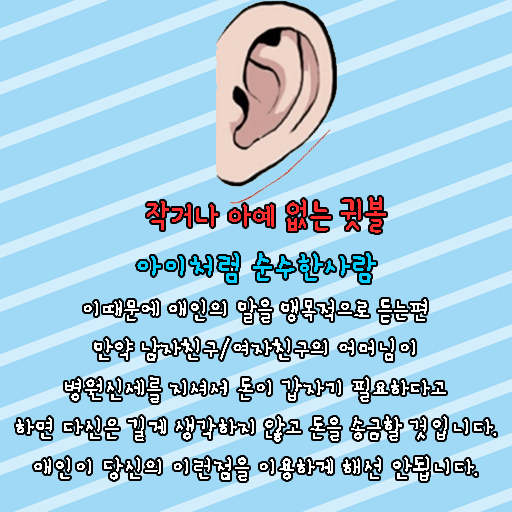 작거나 아예 없는 귓볼
아이처럼 순수한사람
이때문에 애인의 말을 맹목적으로 듣는편
만약 남자친구/여자친구의 어머님이
병원신세를 지셔서 돈이 갑자기 필요하다고
하면 다신은 길게 생각하지 않고 돈을 송금할 것입니다.
애인이 당신의 이런점을 이용하게 해선 안됩니다.